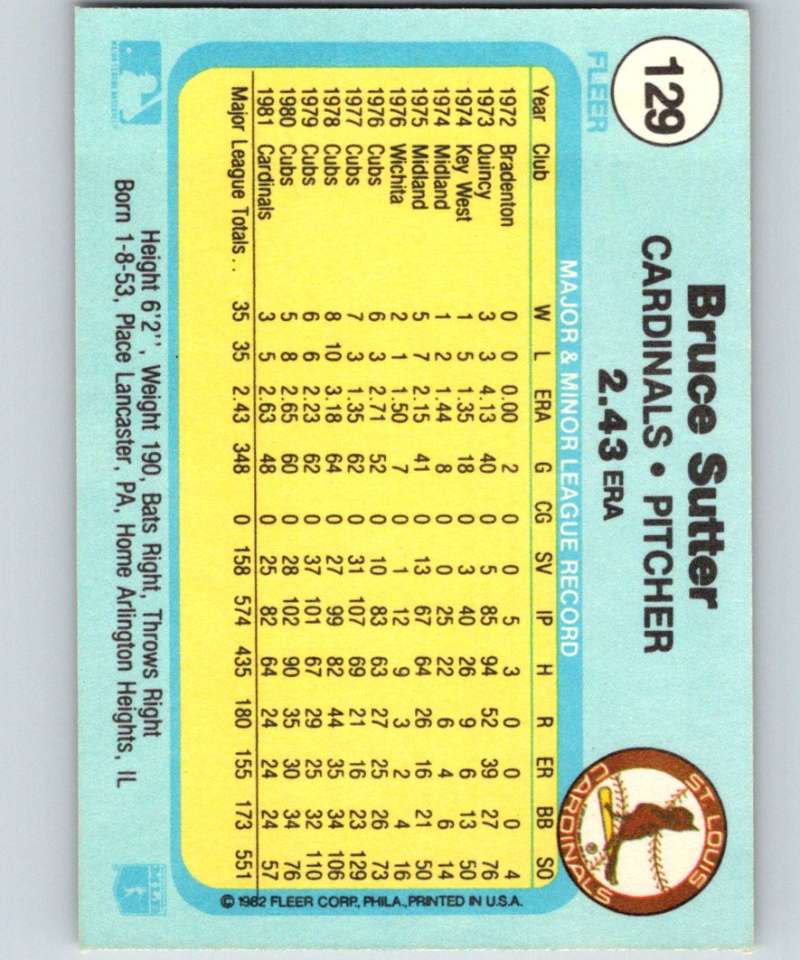 129
FLEER
Bruce Sutter
CARDINALS • PITCHER
2.43 ERA
ST. LOUIS
CARDINALS
®
MAJOR & MINOR LEAGUE RECORD
Year Club W L ERA G CG SV IP H R ER BB SO
1972 Bradenton 0 0 0.00 2 0 0 5 3 0 0 0 4
1973 Quincy 3 3 4.13 40 0 5 85 94 52 39 27 76
1974 Key West 1 5 1.35 18 0 3 40 26 9 6 13 50
1974 Midland 1 2 1.44 8 0 0 25 22 6 4 6 14
1975 Midland 5 7 2.15 41 0 13 67 64 26 16 21 50
1976 Wichita 2 1 1.50 7 0 1 12 9 3 2 4 16
1976 Cubs 6 3 2.71 52 0 10 83 63 27 25 26 73
1977 Cubs 7 3 1.35 62 0 31 107 69 21 16 23 129
1978 Cubs 8 10 3.18 64 0 27 99 82 44 35 34 106
1979 Cubs 6 6 2.23 62 0 37 101 67 29 25 32 110
1980 Cubs 5 8 2.65 60 0 28 102 90 35 30 34 76
1981 Cardinals 3 5 2.63 48 0 25 82 64 24 24 24 57
Major League Totals . . 35 35 2.43 348 0 158 574 435 180 155 173 551
© 1982 FLEER CORP., PHILA., PRINTED IN U.S.A.
Height 6'2", Weight 190, Bats Right, Throws Right
Born 1-8-53, Place Lancaster, PA, Home Arlington Heights, IL